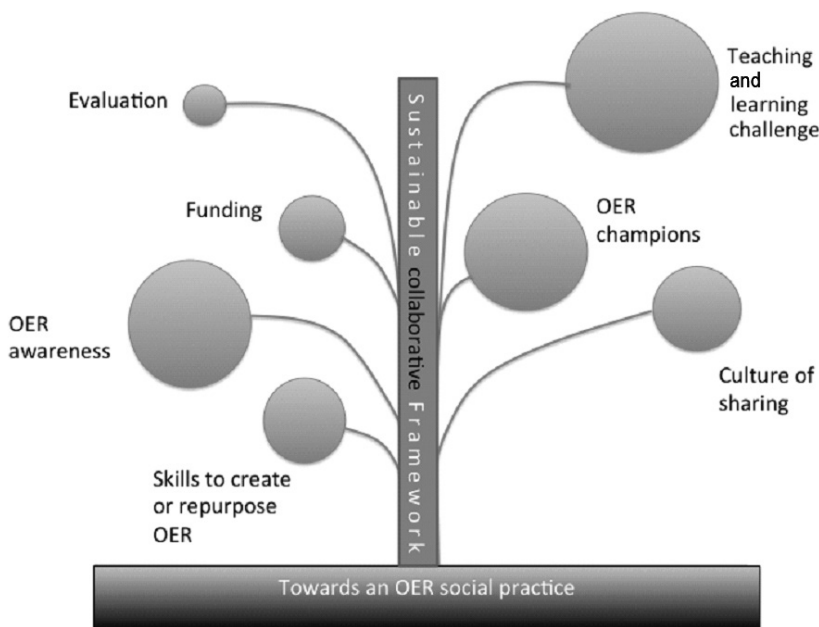 Evaluation
Funding
OER
awareness
Skills to create
or repurpose
OER
Sustainable collaborative Framework
Teaching
and
learning
challenge
OER
champions
Culture of
sharing
Towards an OER social practice